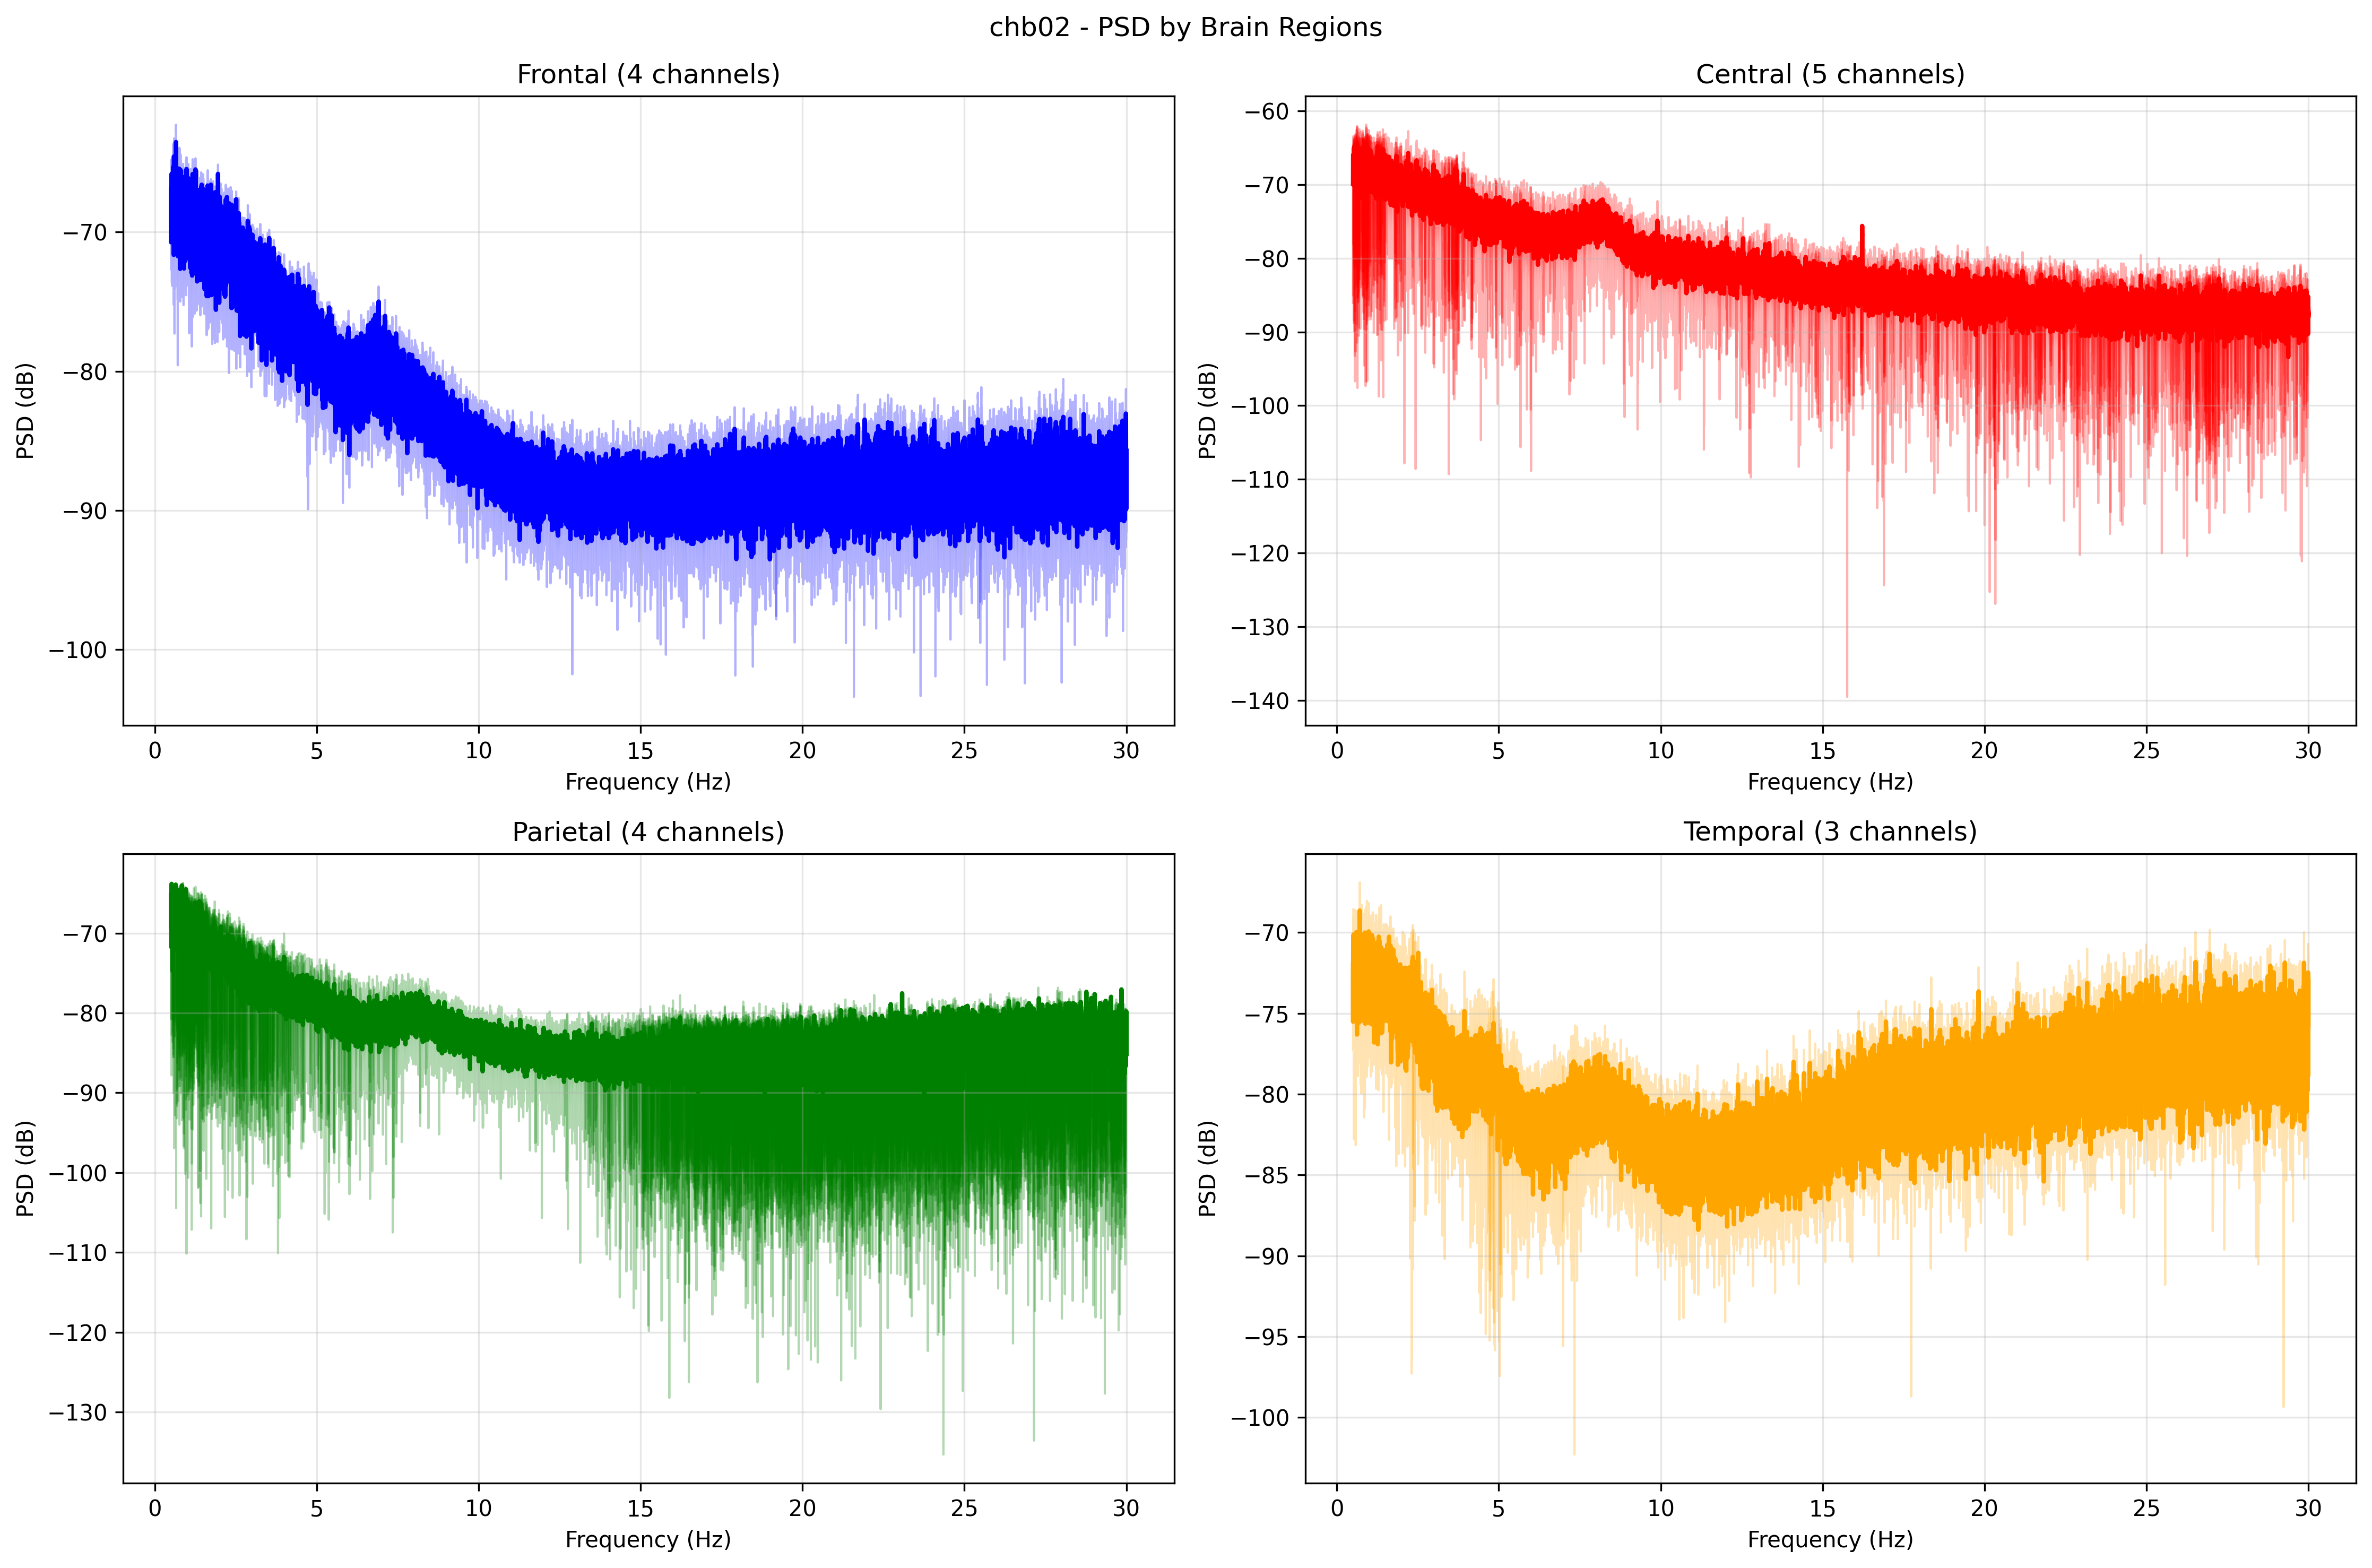 chb02 - PSD by Brain Regions
Frontal (4 channels)
−70
−80
−90
−100
PSD (dB)
0 5 10 15 20 25 30
Frequency (Hz)
Central (5 channels)
−60
−70
−80
−90
−100
−110
−120
−130
−140
PSD (dB)
0 5 10 15 20 25 30
Frequency (Hz)
Parietal (4 channels)
−70
−80
−90
−100
−110
−120
−130
PSD (dB)
0 5 10 15 20 25 30
Frequency (Hz)
Temporal (3 channels)
−70
−75
−80
−85
−90
−95
−100
PSD (dB)
0 5 10 15 20 25 30
Frequency (Hz)